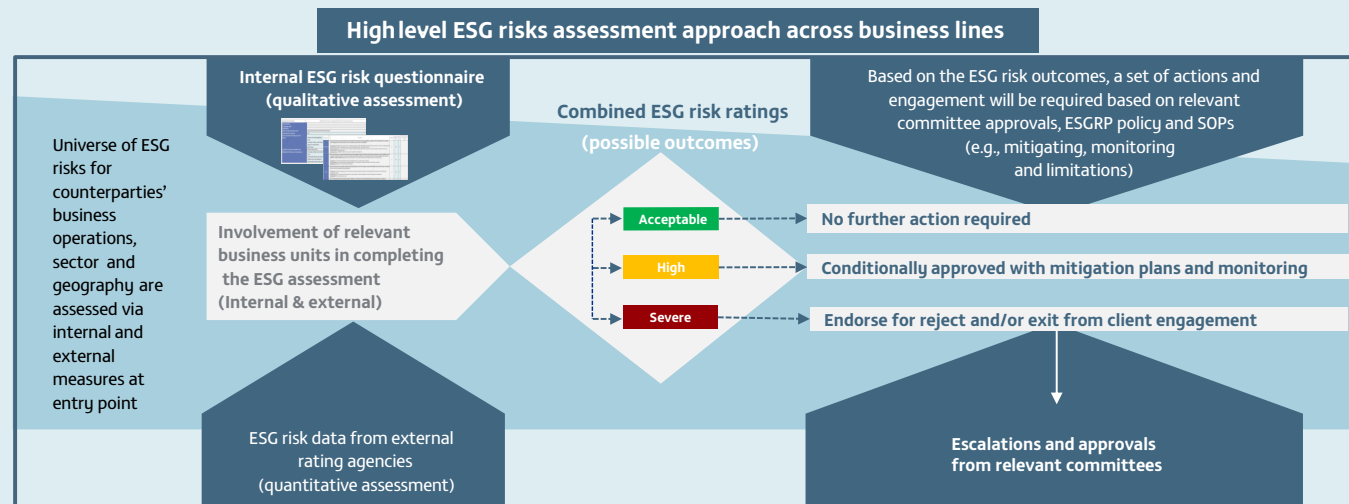 High level ESG risks assessment approach across business lines
Universe of ESG
risks for
counterparties'
business
operations,
sector and
geography are
assessed via
internal and
external
measures at
entry point
Internal ESG risk questionnaire
(qualitative assessment)
Involvement of relevant
business units in completing
the ESG assessment
(Internal & external)
ESG risk data from external
rating agencies
(quantitative assessment)
Combined ESG risk ratings
(possible outcomes)
Acceptable
High
Severe
Based on the ESG risk outcomes, a set of actions and
engagement will be required based on relevant
committee approvals, ESGRP policy and SOPs
(e.g., mitigating, monitoring
and limitations)
No further action required
Conditionally approved with mitigation plans and monitoring
Endorse for reject and/or exit from client engagement
Escalations and approvals
from relevant committees